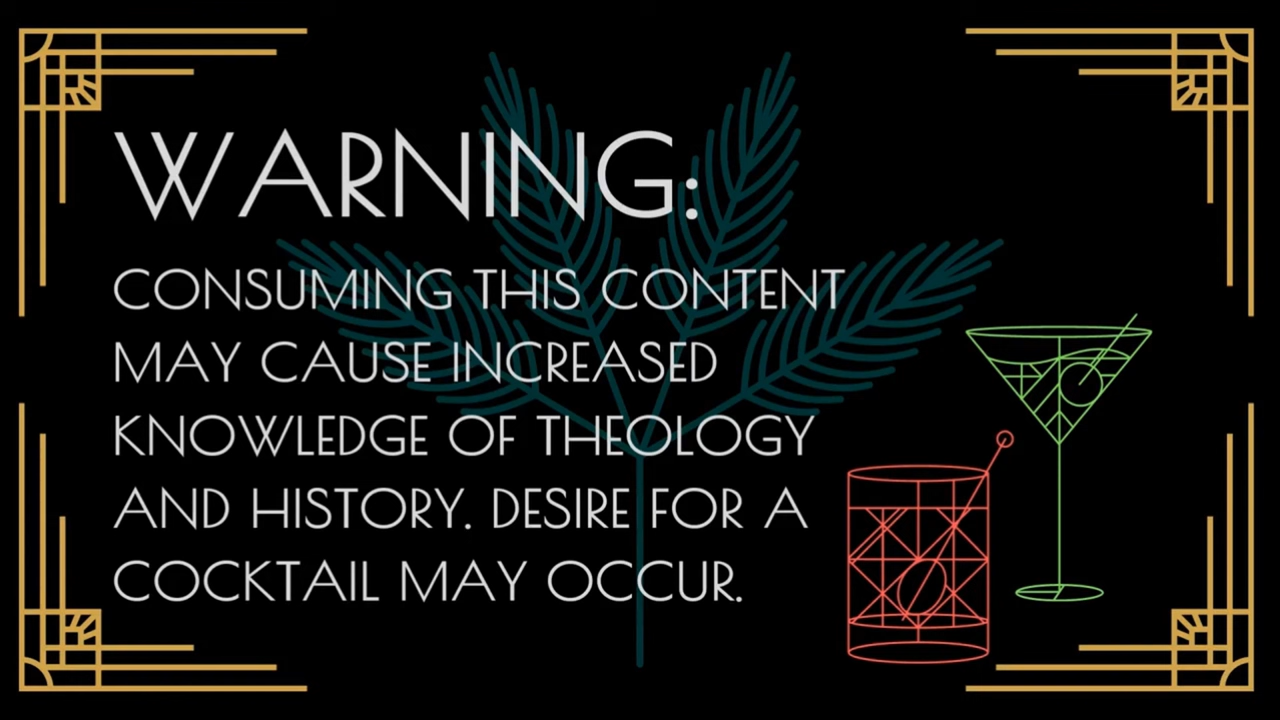 WARNING:
CONSUMING THIS CONTENT
MAY CAUSE INCREASED
KNOWLEDGE OF THEOLOGY
AND HISTORY. DESIRE FOR A
COCKTAIL MAY OCCUR.